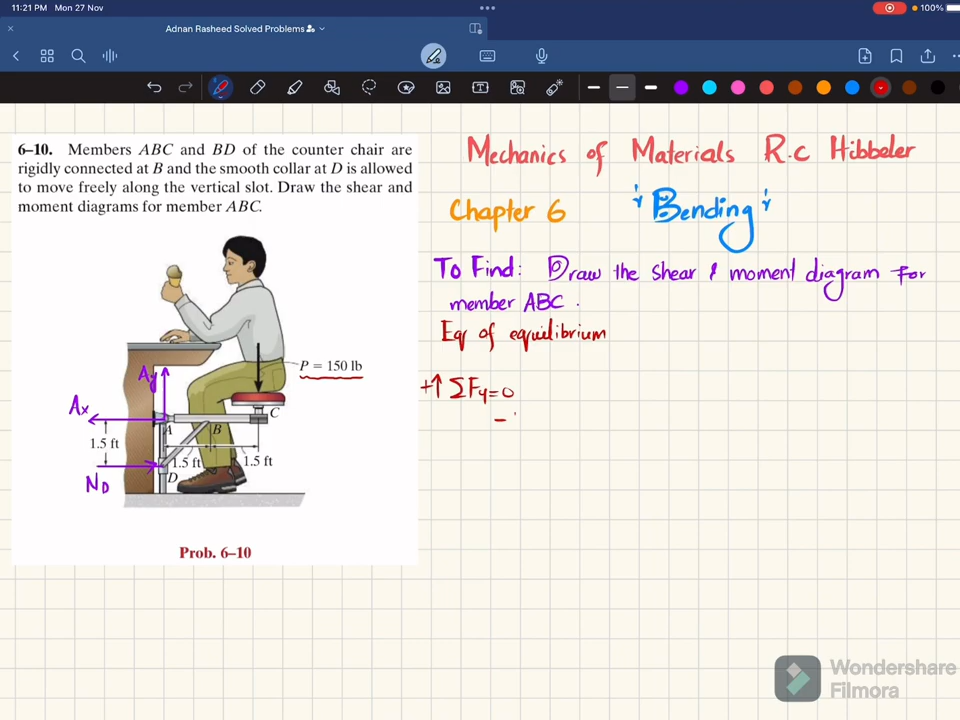 11:21 PM Mon 27 Nov
100%
Adnan Rasheed Solved Problems
6–10. Members ABC and BD of the counter chair are
rigidly connected at B and the smooth collar at D is allowed
to move freely along the vertical slot. Draw the shear and
moment diagrams for member ABC.
Mechanics of Materials R.C Hibbeler
Chapter 6 "Bending"
To Find: Draw the shear & moment diagram for
member ABC.
Eq of equilibrium
+↑ ΣFy=0
-
P = 150 lb
Ay
Ax
A
B
C
1.5 ft
1.5 ft
1.5 ft
ND
D
Prob. 6–10
Wondershare
Filmora